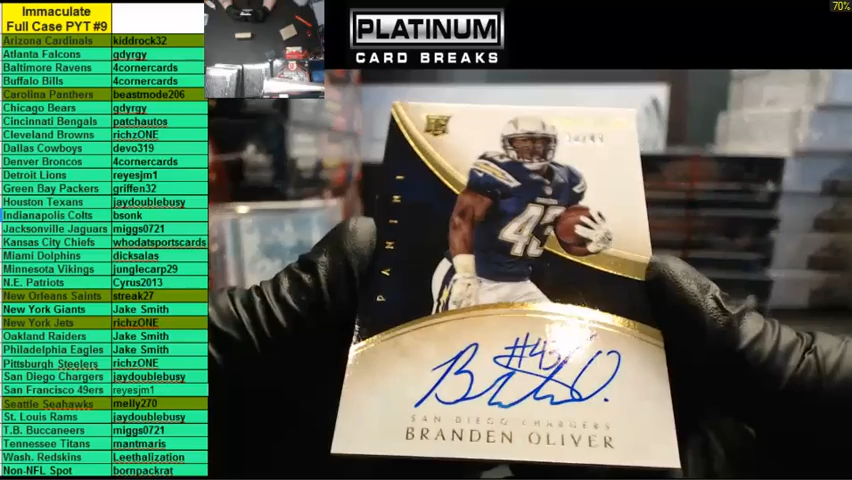 Immaculate
Full Case PYT #9
Arizona Cardinals kiddrock32
Atlanta Falcons gdyrgy
Baltimore Ravens 4cornercards
Buffalo Bills 4cornercards
Carolina Panthers beastmode206
Chicago Bears gdyrgy
Cincinnati Bengals patchautos
Cleveland Browns richzONE
Dallas Cowboys devo319
Denver Broncos 4cornercards
Detroit Lions reyesjm1
Green Bay Packers griffen32
Houston Texans jaydoublebusy
Indianapolis Colts bsonk
Jacksonville Jaguars miggs0721
Kansas City Chiefs whodatsportscards
Miami Dolphins dicksalas
Minnesota Vikings junglecarp29
N.E. Patriots Cyrus2013
New Orleans Saints streak27
New York Giants Jake Smith
New York Jets richzONE
Oakland Raiders Jake Smith
Philadelphia Eagles Jake Smith
Pittsburgh Steelers richzONE
San Diego Chargers jaydoublebusy
San Francisco 49ers reyesjm1
Seattle Seahawks melly270
St. Louis Rams jaydoublebusy
T.B. Buccaneers miggs0721
Tennessee Titans mantmaris
Wash. Redskins Leethalization
Non-NFL Spot bornpackrat
PLATINUM
CARD BREAKS
70%
PANINI
43
#43
SAN DIEGO CHARGERS
BRANDEN OLIVER